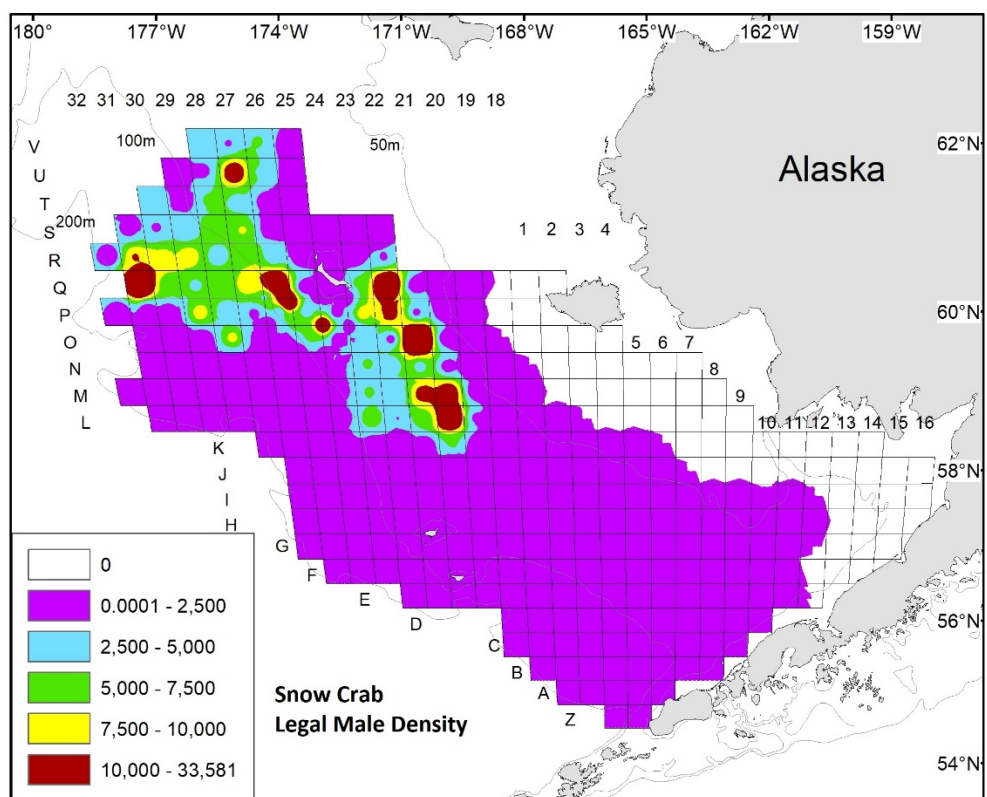 180° 177°W 174°W 171°W 168°W 165°W 162°W 159°W
32 31 30 29 28 27 26 25 24 23 22 21 20 19 18
100m 50m
62°N
V
U
T
S
R
Q
P
O
N
M
L
200m
Alaska
1 2 3 4
60°N
5 6 7
8
9
10 11 12 13 14 15 16
58°N
K
J
I
H
G
F
E
D
C
B
A
Z
56°N
54°N
0
0.0001 - 2,500
2,500 - 5,000
5,000 - 7,500
7,500 - 10,000
10,000 - 33,581
Snow Crab
Legal Male Density